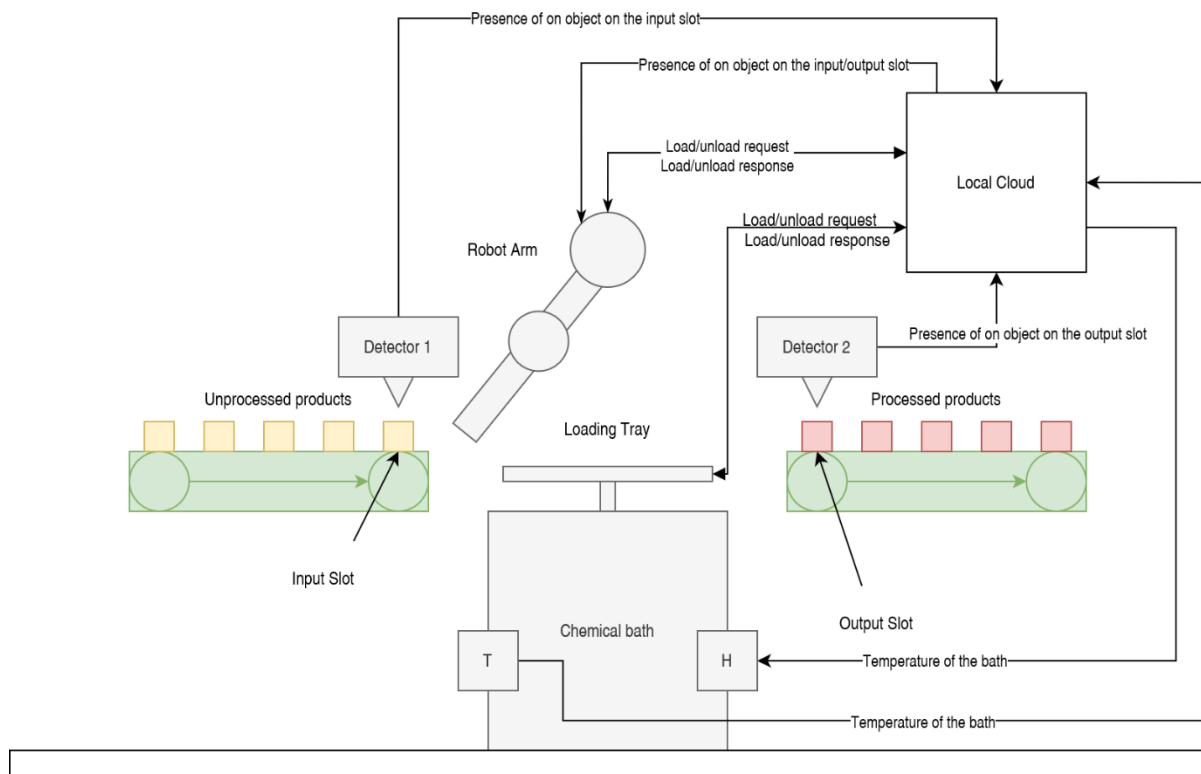 Presence of on object on the input slot
Presence of on object on the input/output slot
Load/unload request
Load/unload response
Local Cloud
Load/unload request
Load/unload response
Robot Arm
Detector 1
Detector 2
Presence of on object on the output slot
Unprocessed products
Processed products
Loading Tray
Input Slot
Output Slot
Chemical bath
T
H
Temperature of the bath
Temperature of the bath